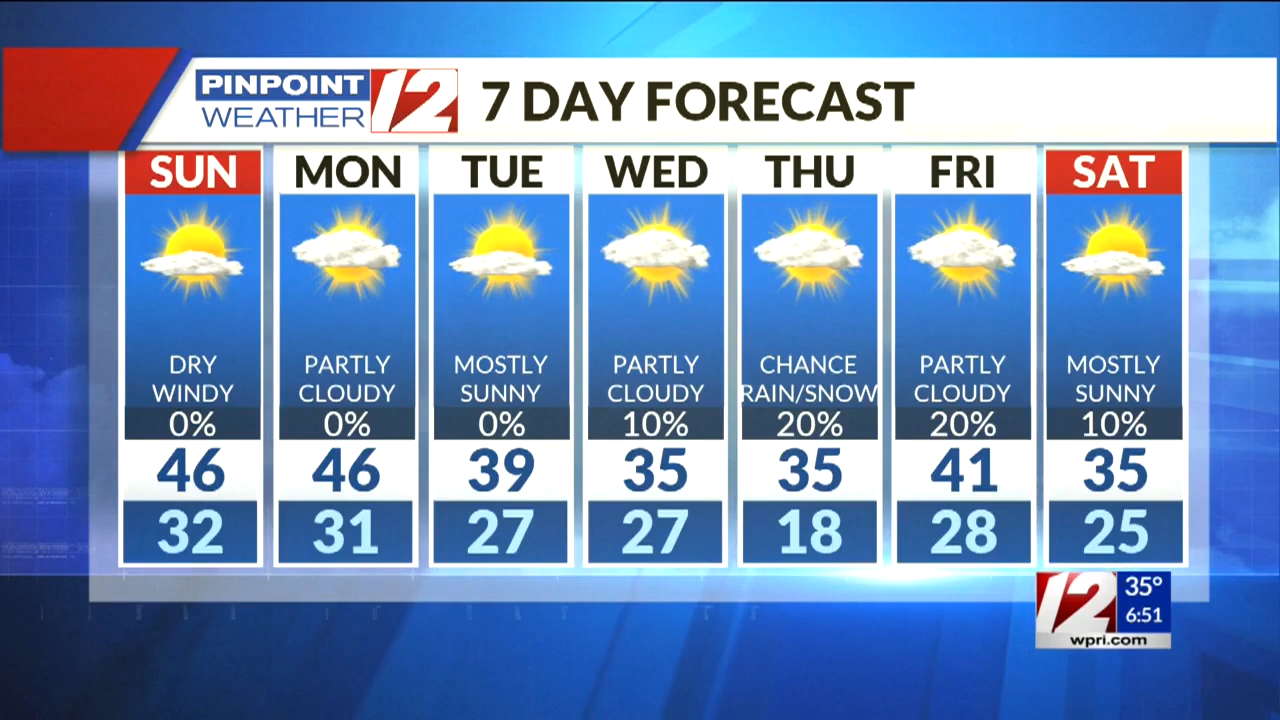 PINPOINT
WEATHER 12
7 DAY FORECAST
SUN MON TUE WED THU FRI SAT
DRY PARTLY MOSTLY PARTLY CHANCE PARTLY MOSTLY
WINDY CLOUDY SUNNY CLOUDY RAIN/SNOW CLOUDY SUNNY
0% 0% 0% 10% 20% 20% 10%
46 46 39 35 35 41 35
32 31 27 27 18 28 25
12 35°
6:51
wpri.com